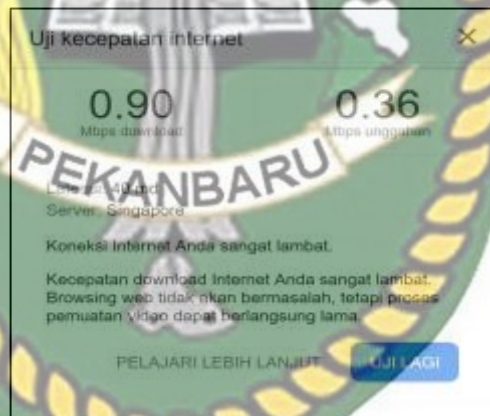 Uji kecepatan internet
0.90 0.36
Mbps download Mbps unggahan
PEKANBARU
40 md
Server: Singapore
Koneksi Internet Anda sangat lambat.
Kecepatan download Internet Anda sangat lambat.
Browsing web tidak akan bermasalah, tetapi proses
pemuatan video dapat berlangsung lama.
PELAJARI LEBIH LANJUT UJI LAGI